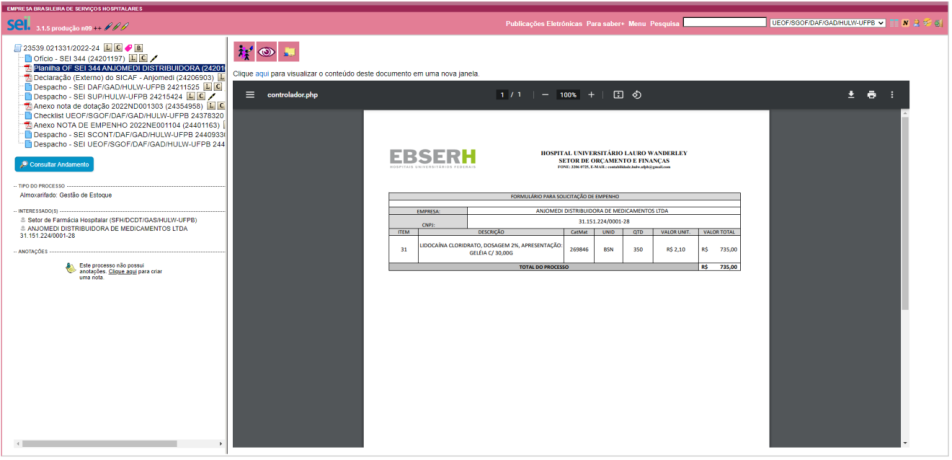 EMPRESA BRASILEIRA DE SERVIÇOS HOSPITALARES
sei! 3.1.5 produção n09
Publicações Eletrônicas Para saber+ Menu Pesquisa UEOF/SGOF/DAF/GAD/HULW-UFPB
23539.021331/2022-24
Ofício - SEI 344 (24201197)
Planilha OF SEI 344 ANJOMEDI DISTRIBUIDORA (24201
Declaração (Externo) do SICAF - Anjomedi (24206903)
Despacho - SEI DAF/GAD/HULW-UFPB 24211525
Despacho - SEI SUP/HULW-UFPB 24215424
Anexo nota de dotação 2022ND001303 (24354958)
Checklist UEOF/SGOF/DAF/GAD/HULW-UFPB 24378320
Anexo NOTA DE EMPENHO 2022NE001104 (24401163)
Despacho - SEI SCONT/DAF/GAD/HULW-UFPB 2440933
Despacho - SEI UEOF/SGOF/DAF/GAD/HULW-UFPB 244
Consultar Andamento
TIPO DO PROCESSO
Almoxarifado: Gestão de Estoque
INTERESSADO(S)
Setor de Farmácia Hospitalar (SFH/DCDT/GAS/HULW-UFPB)
ANJOMEDI DISTRIBUIDORA DE MEDICAMENTOS LTDA
31.151.224/0001-28
ANOTAÇÕES
Este processo não possui
anotações. Clique aqui para criar
uma nota.
Clique aqui para visualizar o conteúdo deste documento em uma nova janela.
controlador.php
1 / 1
100%
EBSERH
HOSPITAIS UNIVERSITÁRIOS FEDERAIS
HOSPITAL UNIVERSITÁRIO LAURO WANDERLEY
SETOR DE ORÇAMENTO E FINANÇAS
FORMULÁRIO PARA SOLICITAÇÃO DE EMPENHO
EMPRESA: ANJOMEDI DISTRIBUIDORA DE MEDICAMENTOS LTDA
CNPJ: 31.151.224/0001-28
ITEM DESCRIÇÃO CatMat UNID QTD VALOR UNIT. VALOR TOTAL
31 LIDOCAÍNA CLORIDRATO, DOSAGEM 2%, APRESENTAÇÃO GELÉIA C/ 30,00G 269846 BSN 350 R$ 2,10 R$ 735,00
TOTAL DO PROCESSO R$ 735,00